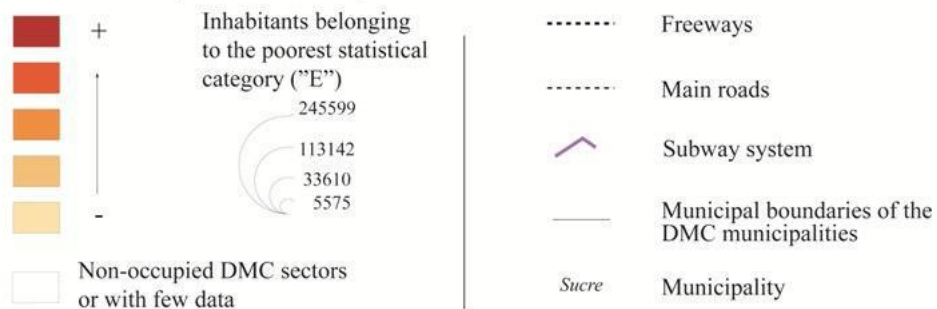 +
-
Inhabitants belonging
to the poorest statistical
category ("E")
245599
113142
33610
5575
Non-occupied DMC sectors
or with few data
Freeways
Main roads
Subway system
Municipal boundaries of the
DMC municipalities
Sucre
Municipality